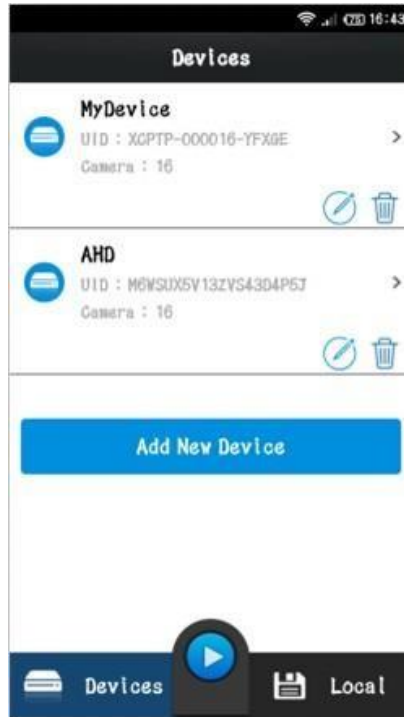 16:43
Devices
MyDevice
UID : XCPTP-000016-YFXGE
Camera : 16
AHD
UID : M6WSUX5V13ZVS43D4P5J
Camera : 16
Add New Device
Devices
Local